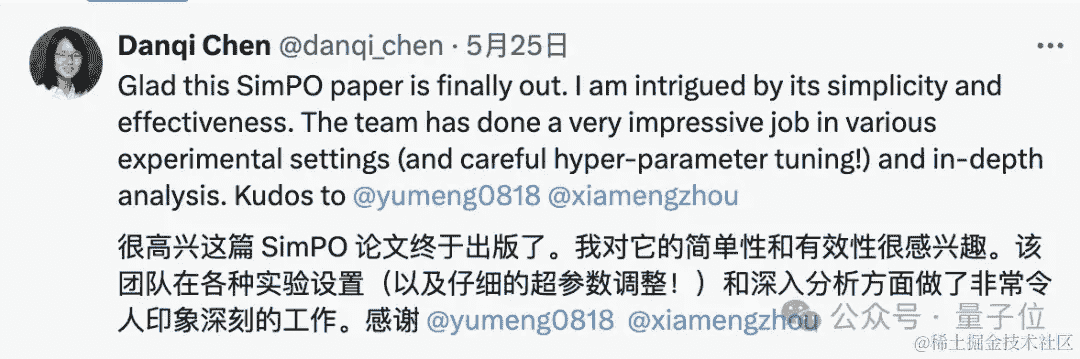 Danqi Chen @danqi_chen · 5月25日
Glad this SimPO paper is finally out. I am intrigued by its simplicity and
effectiveness. The team has done a very impressive job in various
experimental settings (and careful hyper-parameter tuning!) and in-depth
analysis. Kudos to @yumeng0818 @xiamengzhou
很高兴这篇 SimPO 论文终于出版了。我对它的简单性和有效性很感兴趣。该
团队在各种实验设置（以及仔细的超参数调整！）和深入分析方面做了非常令
人印象深刻的工作。感谢 @yumeng0818 @xiamengzhou
公众号 · 量子位
@稀土掘金技术社区